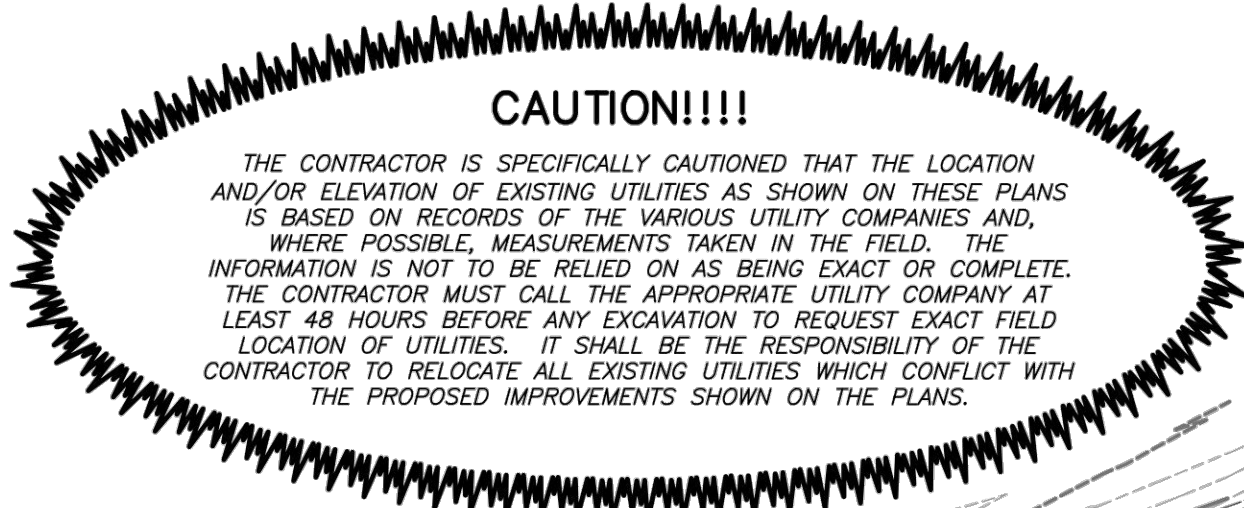 CAUTION!!!!
THE CONTRACTOR IS SPECIFICALLY CAUTIONED THAT THE LOCATION
AND/OR ELEVATION OF EXISTING UTILITIES AS SHOWN ON THESE PLANS
IS BASED ON RECORDS OF THE VARIOUS UTILITY COMPANIES AND,
WHERE POSSIBLE, MEASUREMENTS TAKEN IN THE FIELD. THE
INFORMATION IS NOT TO BE RELIED ON AS BEING EXACT OR COMPLETE.
THE CONTRACTOR MUST CALL THE APPROPRIATE UTILITY COMPANY AT
LEAST 48 HOURS BEFORE ANY EXCAVATION TO REQUEST EXACT FIELD
LOCATION OF UTILITIES. IT SHALL BE THE RESPONSIBILITY OF THE
CONTRACTOR TO RELOCATE ALL EXISTING UTILITIES WHICH CONFLICT WITH
THE PROPOSED IMPROVEMENTS SHOWN ON THE PLANS.